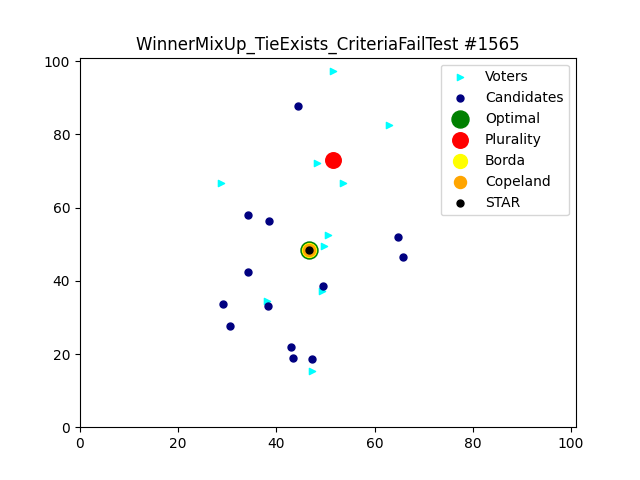 WinnerMixUp_TieExists_CriteriaFailTest #1565
Voters
Candidates
Optimal
Plurality
Borda
Copeland
STAR
100
80
60
40
20
0
0
20
40
60
80
100